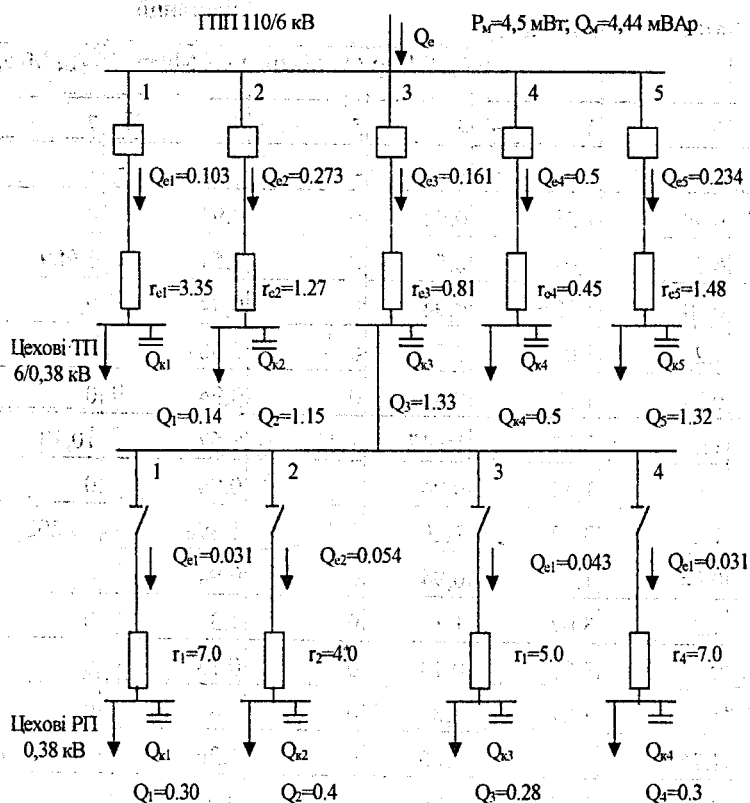 ГПП 110/6 кВ Pм=4,5 мВт; Qм=4,44 мВАр
Qe
1 2 3 4 5
Qe1=0.103 Qe2=0.273 Qe3=0.161 Qe4=0.5 Qe5=0.234
re1=3.35 re2=1.27 re3=0,81 re4=0.45 re5=1.48
Цехові ТП
6/0,38 кВ
Qк1 Qк2 Qк3 Qк4 Qк5
Q1=0.14 Q2=1.15 Q3=1.33 Qк4=0.5 Q5=1.32
1 2 3 4
Qe1=0.031 Qe2=0.054 Qe1=0.043 Qe1=0.031
r1=7.0 r2=4.0 r1=5.0 r4=7.0
Цехові РП
0,38 кВ
Qк1 Qк2 Qк3 Qк4
Q1=0.30 Q2=0.4 Q3=0.28 Q4=0.3